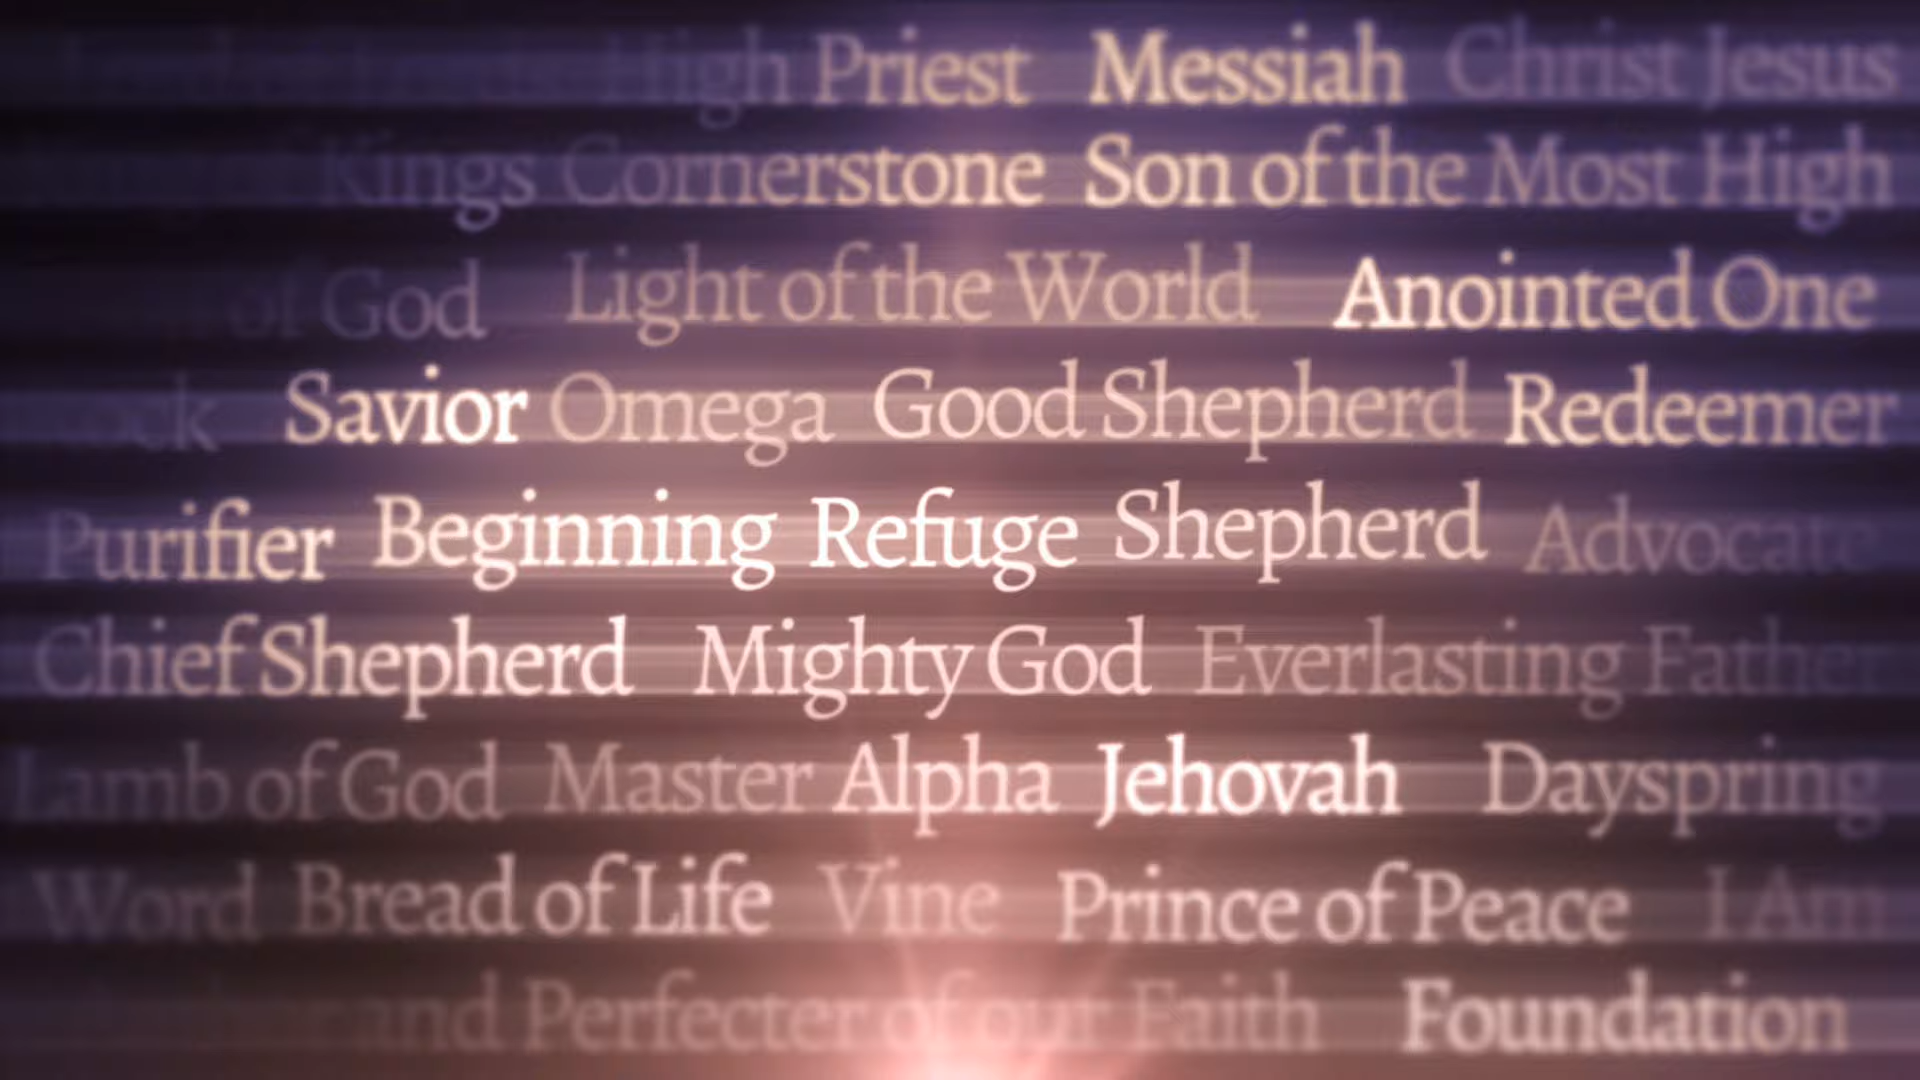 High Priest Messiah Christ Jesus
Kings Cornerstone Son of the Most High
of God Light of the World Anointed One
Savior Omega Good Shepherd Redeemer
Purifier Beginning Refuge Shepherd Advocate
Chief Shepherd Mighty God Everlasting Father
Lamb of God Master Alpha Jehovah Dayspring
Word Bread of Life Vine Prince of Peace I Am
and Perfecter of our Faith Foundation